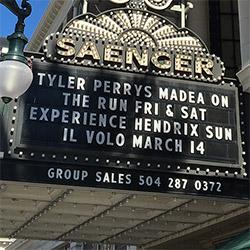 SAENGER
TYLER PERRYS MADEA ON
THE RUN FRI & SAT
EXPERIENCE HENDRIX SUN
IL VOLO MARCH 14
GROUP SALES 504 287 0372